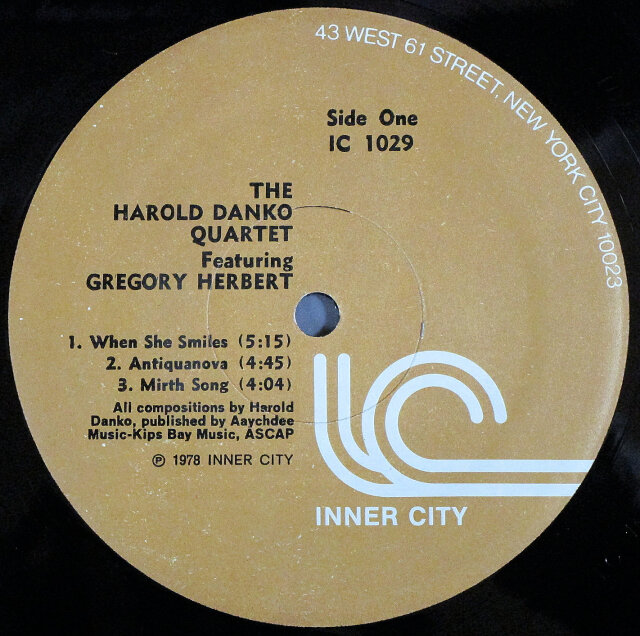 43 WEST 61 STREET, NEW YORK CITY 10023
Side One
IC 1029
THE
HAROLD DANKO
QUARTET
Featuring
GREGORY HERBERT
1. When She Smiles (5:15)
2. Antiquanova (4:45)
3. Mirth Song (4:04)
All compositions by Harold
Danko, published by Aaychdee
Music-Kips Bay Music, ASCAP
℗ 1978 INNER CITY
IC
INNER CITY